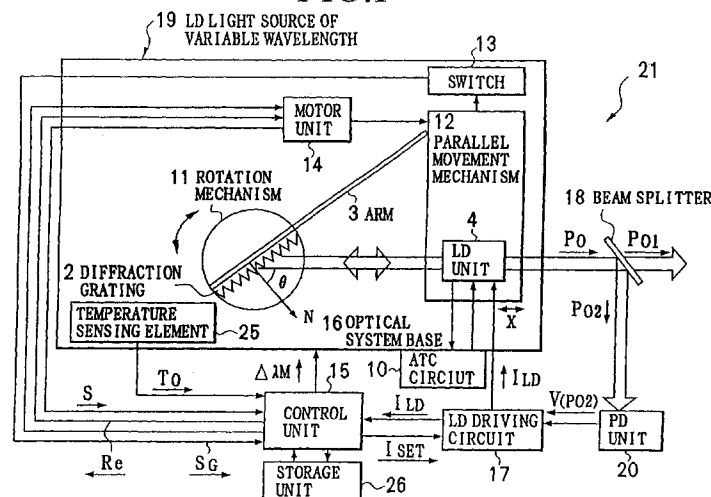 FIG.1
19 LD LIGHT SOURCE OF
VARIABLE WAVELENGTH
13
SWITCH
21
MOTOR
UNIT
14
12
PARALLEL
MOVEMENT
MECHANISM
11 ROTATION
MECHANISM
3 ARM
18 BEAM SPLITTER
4
LD
UNIT
PO
PO1
2 DIFFRACTION
GRATING
θ
N
16 OPTICAL
SYSTEM BASE
X
PO2
TEMPERATURE
SENSING ELEMENT
25
10
ATC
CIRCIUT
ΔλM
15
ILD
TO
S
CONTROL
UNIT
ILD
LD DRIVING
CIRCUIT
17
V(PO2)
PD
UNIT
20
Re
SG
ISET
STORAGE
UNIT
26